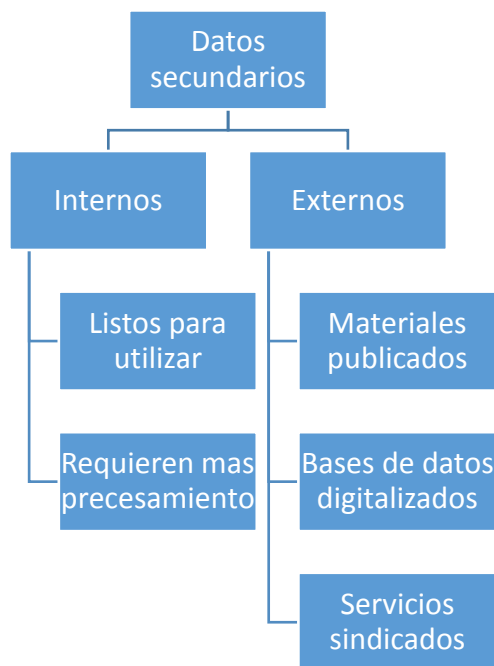 Datos
secundarios
Internos
Externos
Listos para
utilizar
Materiales
publicados
Requieren mas
precesamiento
Bases de datos
digitalizados
Servicios
sindicados